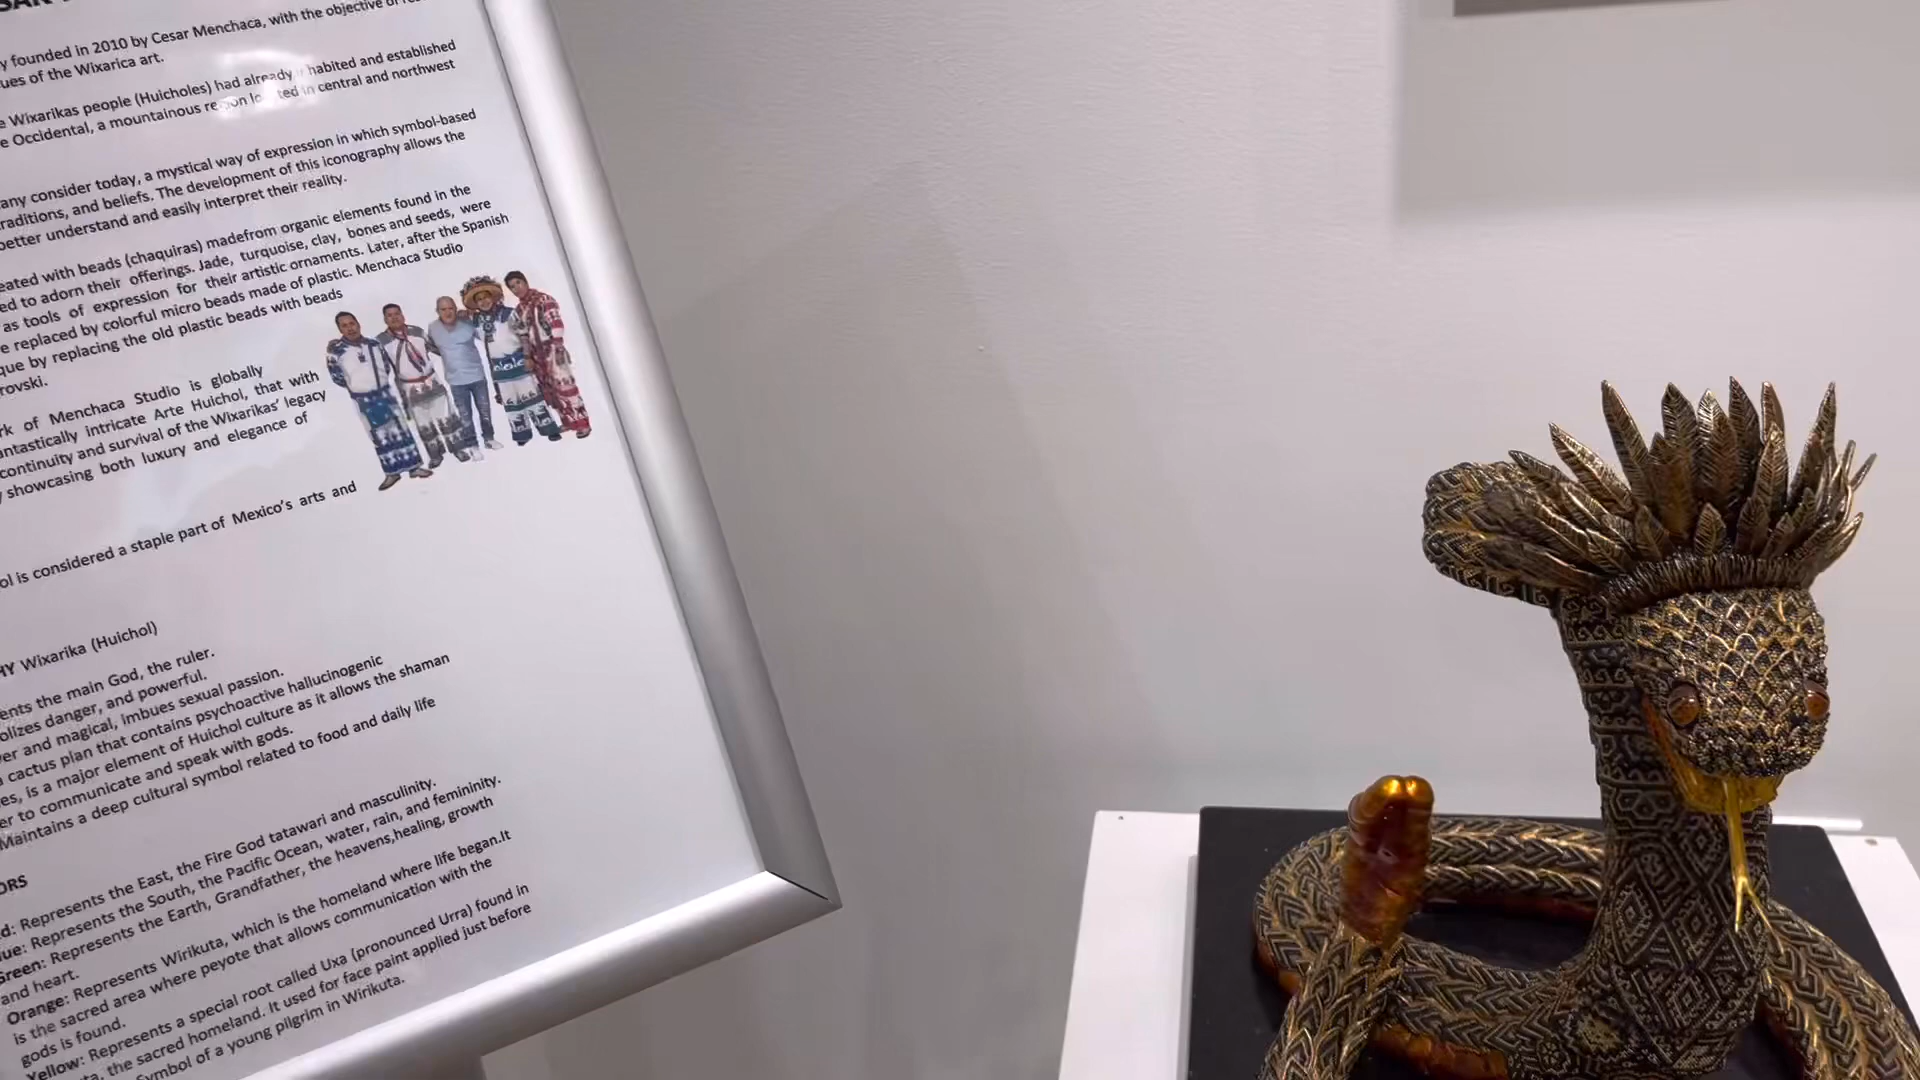 founded in 2010 by Cesar Menchaca, with the objective of
ues of the Wixarica art.
Wixarikas people (Huicholes) had already habited and established
e Occidental, a mountainous region located in central and northwest
any consider today, a mystical way of expression in which symbol-based
raditions, and beliefs. The development of this iconography allows the
better understand and easily interpret their reality.
eated with beads (chaquiras) madefrom organic elements found in the
ed to adorn their offerings. Jade, turquoise, clay, bones and seeds, were
as tools of expression for their artistic ornaments. Later, after the Spanish
e replaced by colorful micro beads made of plastic. Menchaca Studio
que by replacing the old plastic beads with beads
rovski.
rk of Menchaca Studio is globally
antastically intricate Arte Huichol, that with
continuity and survival of the Wixarikas' legacy
y showcasing both luxury and elegance of
ol is considered a staple part of Mexico's arts and
HY Wixarika (Huichol)
ents the main God, the ruler.
olizes danger, and powerful.
er and magical, imbues sexual passion.
a cactus plan that contains psychoactive hallucinogenic
es, is a major element of Huichol culture as it allows the shaman
er to communicate and speak with gods.
Maintains a deep cultural symbol related to food and daily life
ORS
d: Represents the East, the Fire God tatawari and masculinity.
ue: Represents the South, the Pacific Ocean, water, rain, and femininity.
Green: Represents the Earth, Grandfather, the heavens,healing, growth
and heart.
Orange: Represents Wirikuta, which is the homeland where life began.It
is the sacred area where peyote that allows communication with the
gods is found.
Yellow: Represents a special root called Uxa (pronounced Urra) found in
ta, the sacred homeland. It used for face paint applied just before
Symbol of a young pilgrim in Wirikuta.